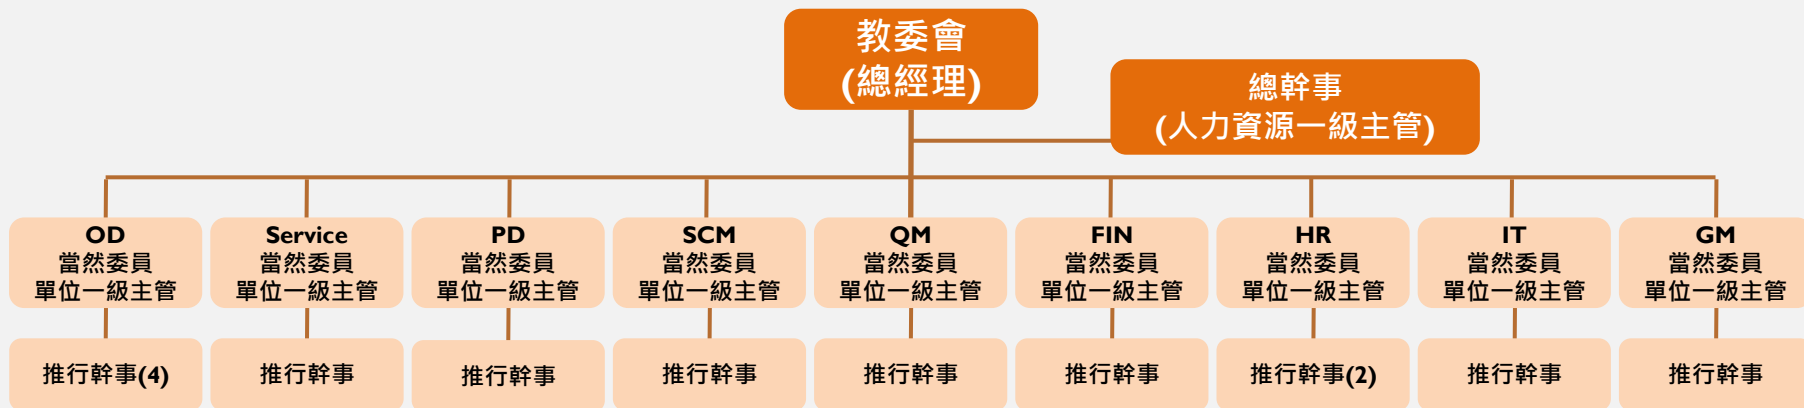 教委會
(總經理)
總幹事
(人力資源一級主管)
OD
當然委員
單位一級主管
Service
當然委員
單位一級主管
PD
當然委員
單位一級主管
SCM
當然委員
單位一級主管
QM
當然委員
單位一級主管
FIN
當然委員
單位一級主管
HR
當然委員
單位一級主管
IT
當然委員
單位一級主管
GM
當然委員
單位一級主管
推行幹事(4)
推行幹事
推行幹事
推行幹事
推行幹事
推行幹事
推行幹事(2)
推行幹事
推行幹事